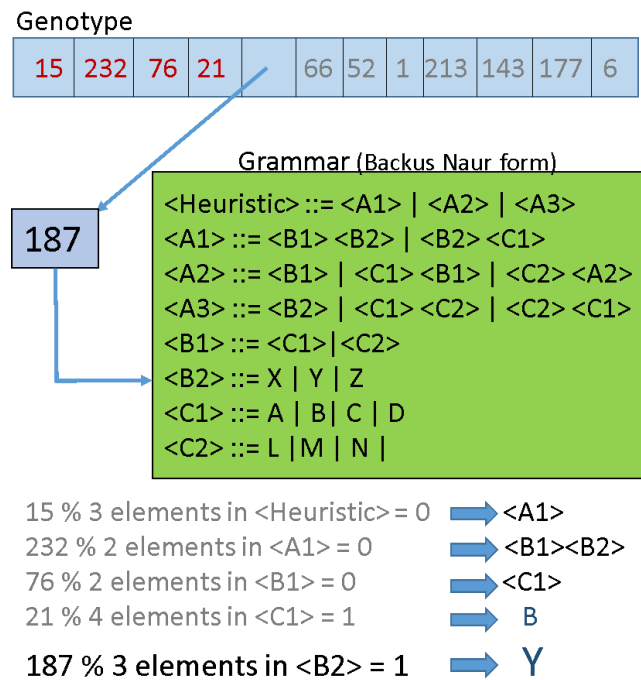 Genotype
15 232 76 21 66 52 1 213 143 177 6
Grammar (Backus Naur form)
187
<Heuristic> ::= <A1> | <A2> | <A3>
<A1> ::= <B1> <B2> | <B2> <C1>
<A2> ::= <B1> | <C1> <B1> | <C2> <A2>
<A3> ::= <B2> | <C1> <C2> | <C2> <C1>
<B1> ::= <C1>|<C2>
<B2> ::= X | Y | Z
<C1> ::= A | B| C | D
<C2> ::= L |M | N |
15 % 3 elements in <Heuristic> = 0 <A1>
232 % 2 elements in <A1> = 0 <B1><B2>
76 % 2 elements in <B1> = 0 <C1>
21 % 4 elements in <C1> = 1 B
187 % 3 elements in <B2> = 1 Y